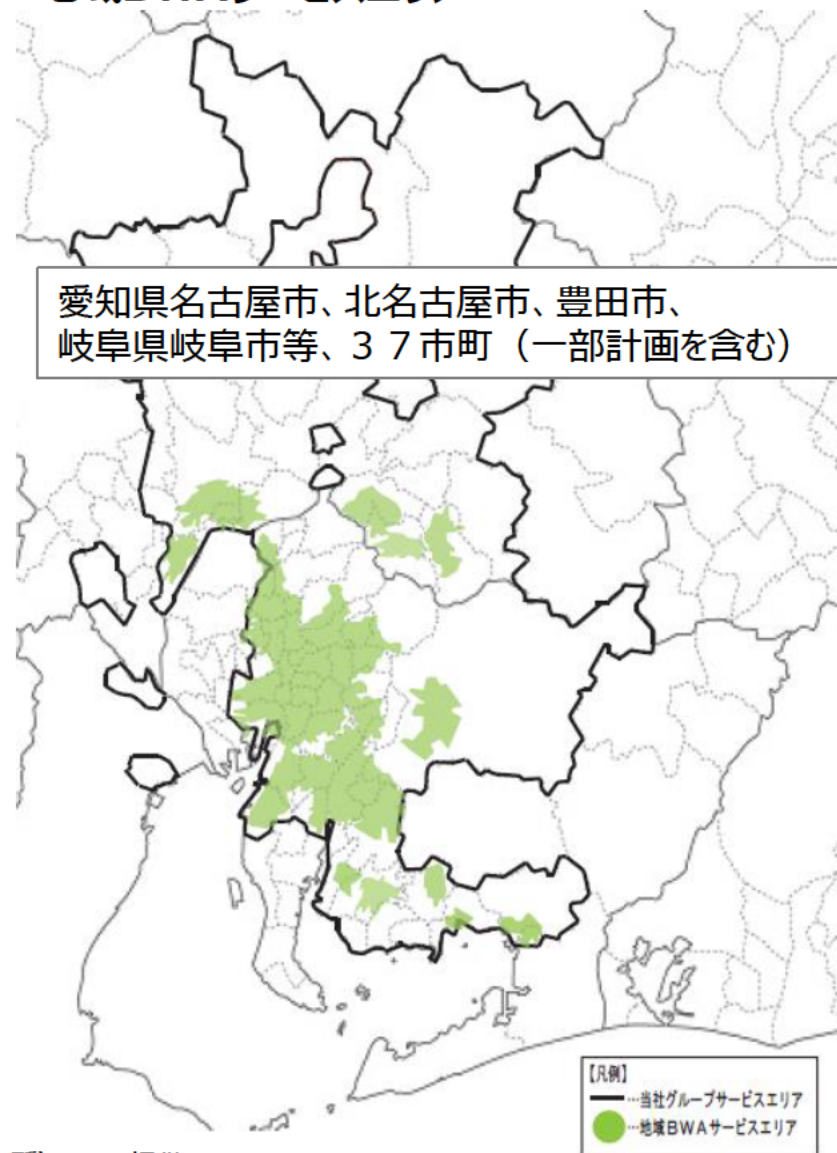 愛知県名古屋市、北名古屋市、豊田市、
岐阜県岐阜市等、３７市町（一部計画を含む）
【凡例】
…当社グループサービスエリア
…地域BWAサービスエリア